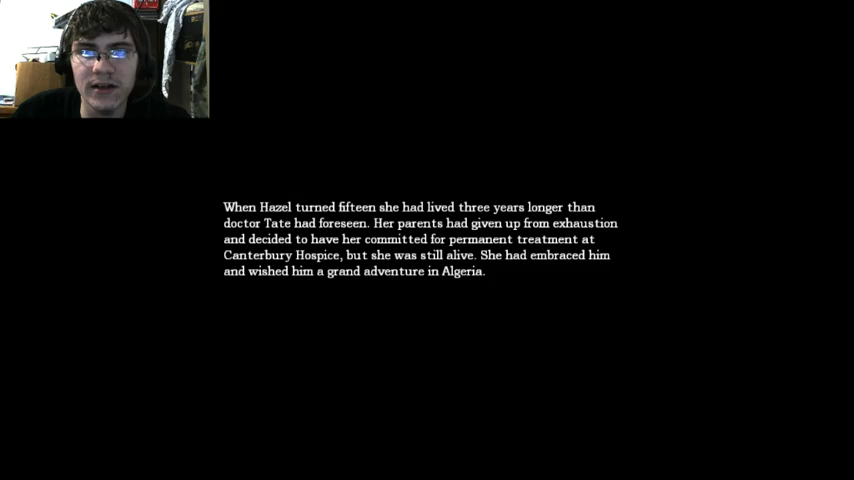 When Hazel turned fifteen she had lived three years longer than
doctor Tate had foreseen. Her parents had given up from exhaustion
and decided to have her committed for permanent treatment at
Canterbury Hospice, but she was still alive. She had embraced him
and wished him a grand adventure in Algeria.